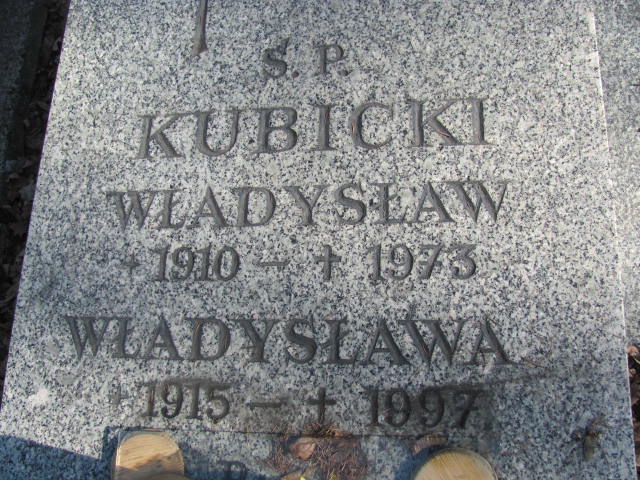 Ś.P.
KUBICKI
WŁADYSŁAW
* 1910 – † 1973
WŁADYSŁAWA
* 1915 – † 1997